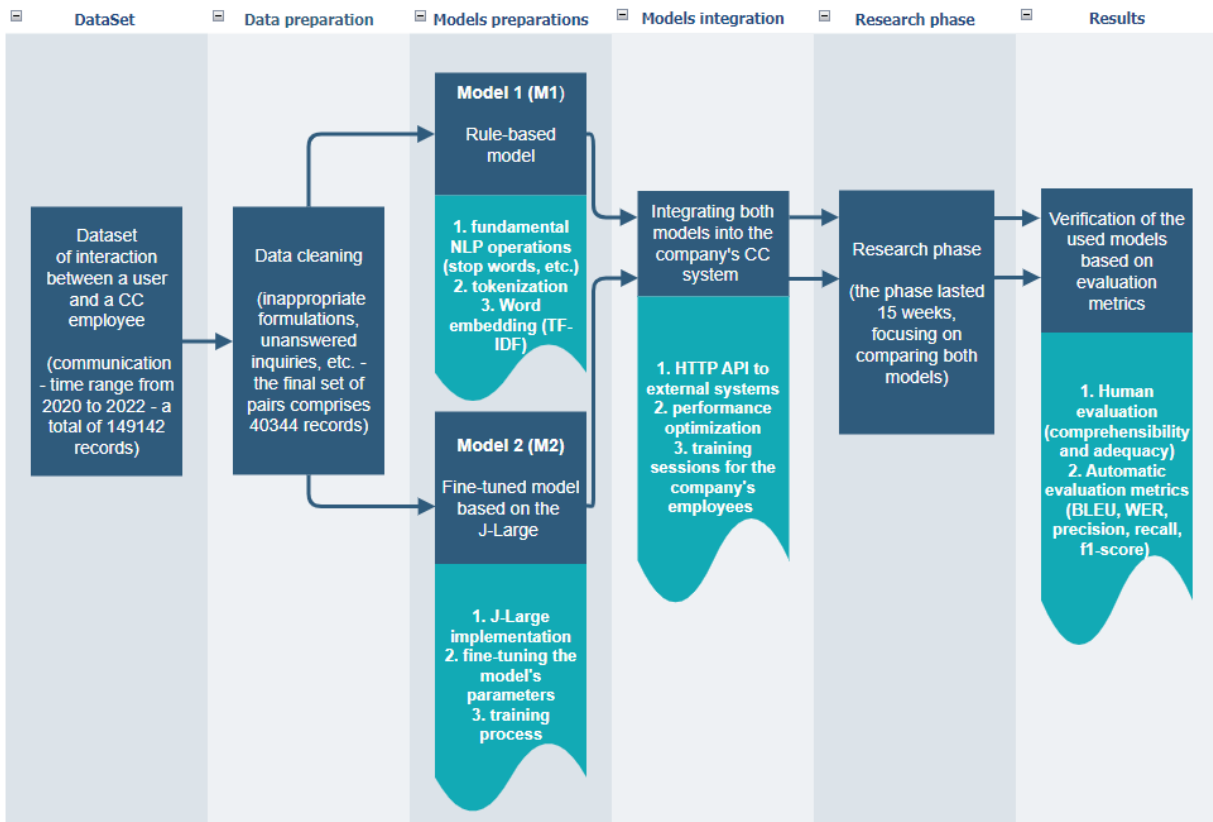 DataSet
Data preparation
Models preparations
Models integration
Research phase
Results
Dataset
of interaction
between a user
and a CC
employee
(communication
- time range from
2020 to 2022 - a
total of 149142
records)
Data cleaning
(inappropriate
formulations,
unanswered
inquiries, etc. -
the final set of
pairs comprises
40344 records)
Model 1 (M1)
Rule-based
model
1. fundamental
NLP operations
(stop words, etc.)
2. tokenization
3. Word
embedding (TF-
IDF)
Model 2 (M2)
Fine-tuned model
based on the
J-Large
1. J-Large
implementation
2. fine-tuning the
model's
parameters
3. training
process
Integrating both
models into the
company's CC
system
1. HTTP API to
external systems
2. performance
optimization
3. training
sessions for the
company's
employees
Research phase
(the phase lasted
15 weeks,
focusing on
comparing both
models)
Verification of the
used models
based on
evaluation
metrics
1. Human
evaluation
(comprehensibility
and adequacy)
2. Automatic
evaluation metrics
(BLEU, WER,
precision, recall,
f1-score)